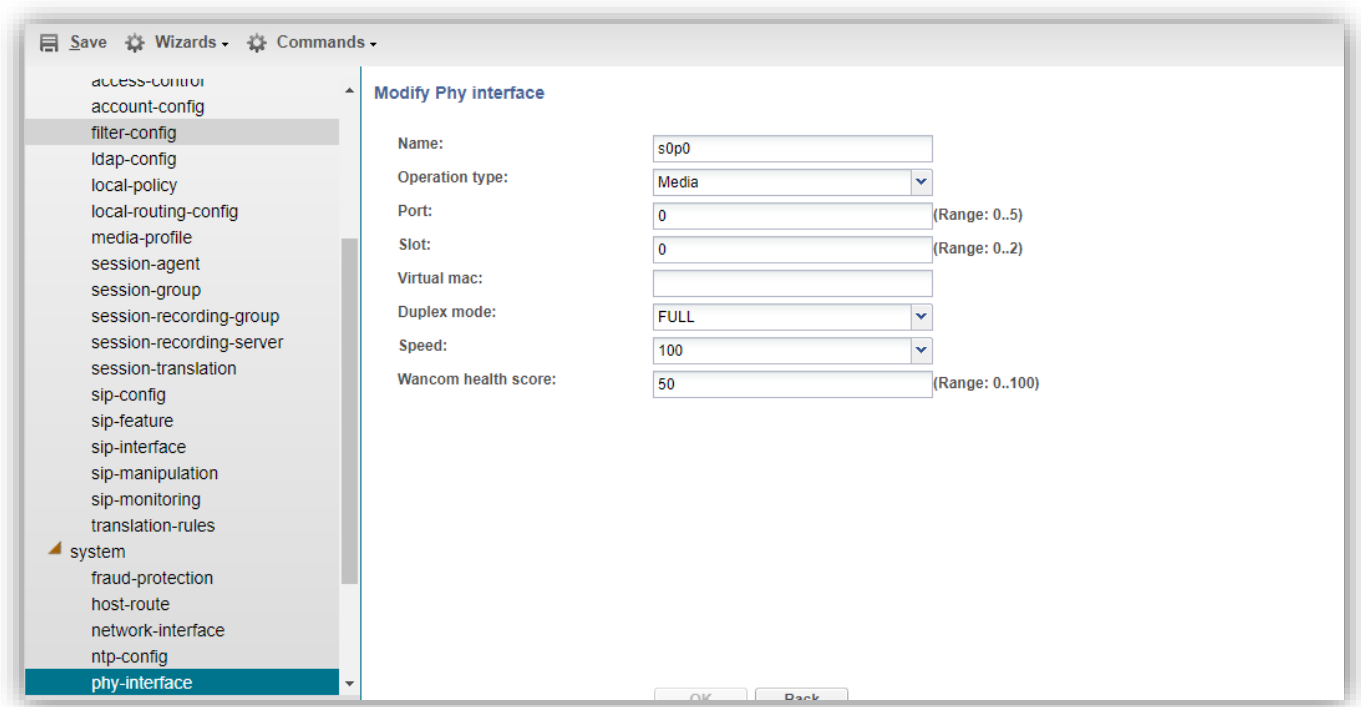 Save Wizards Commands
access-control
account-config
filter-config
ldap-config
local-policy
local-routing-config
media-profile
session-agent
session-group
session-recording-group
session-recording-server
session-translation
sip-config
sip-feature
sip-interface
sip-manipulation
sip-monitoring
translation-rules
system
fraud-protection
host-route
network-interface
ntp-config
phy-interface
Modify Phy interface
Name: s0p0
Operation type: Media
Port: 0 (Range: 0..5)
Slot: 0 (Range: 0..2)
Virtual mac:
Duplex mode: FULL
Speed: 100
Wancom health score: 50 (Range: 0..100)
OK Back